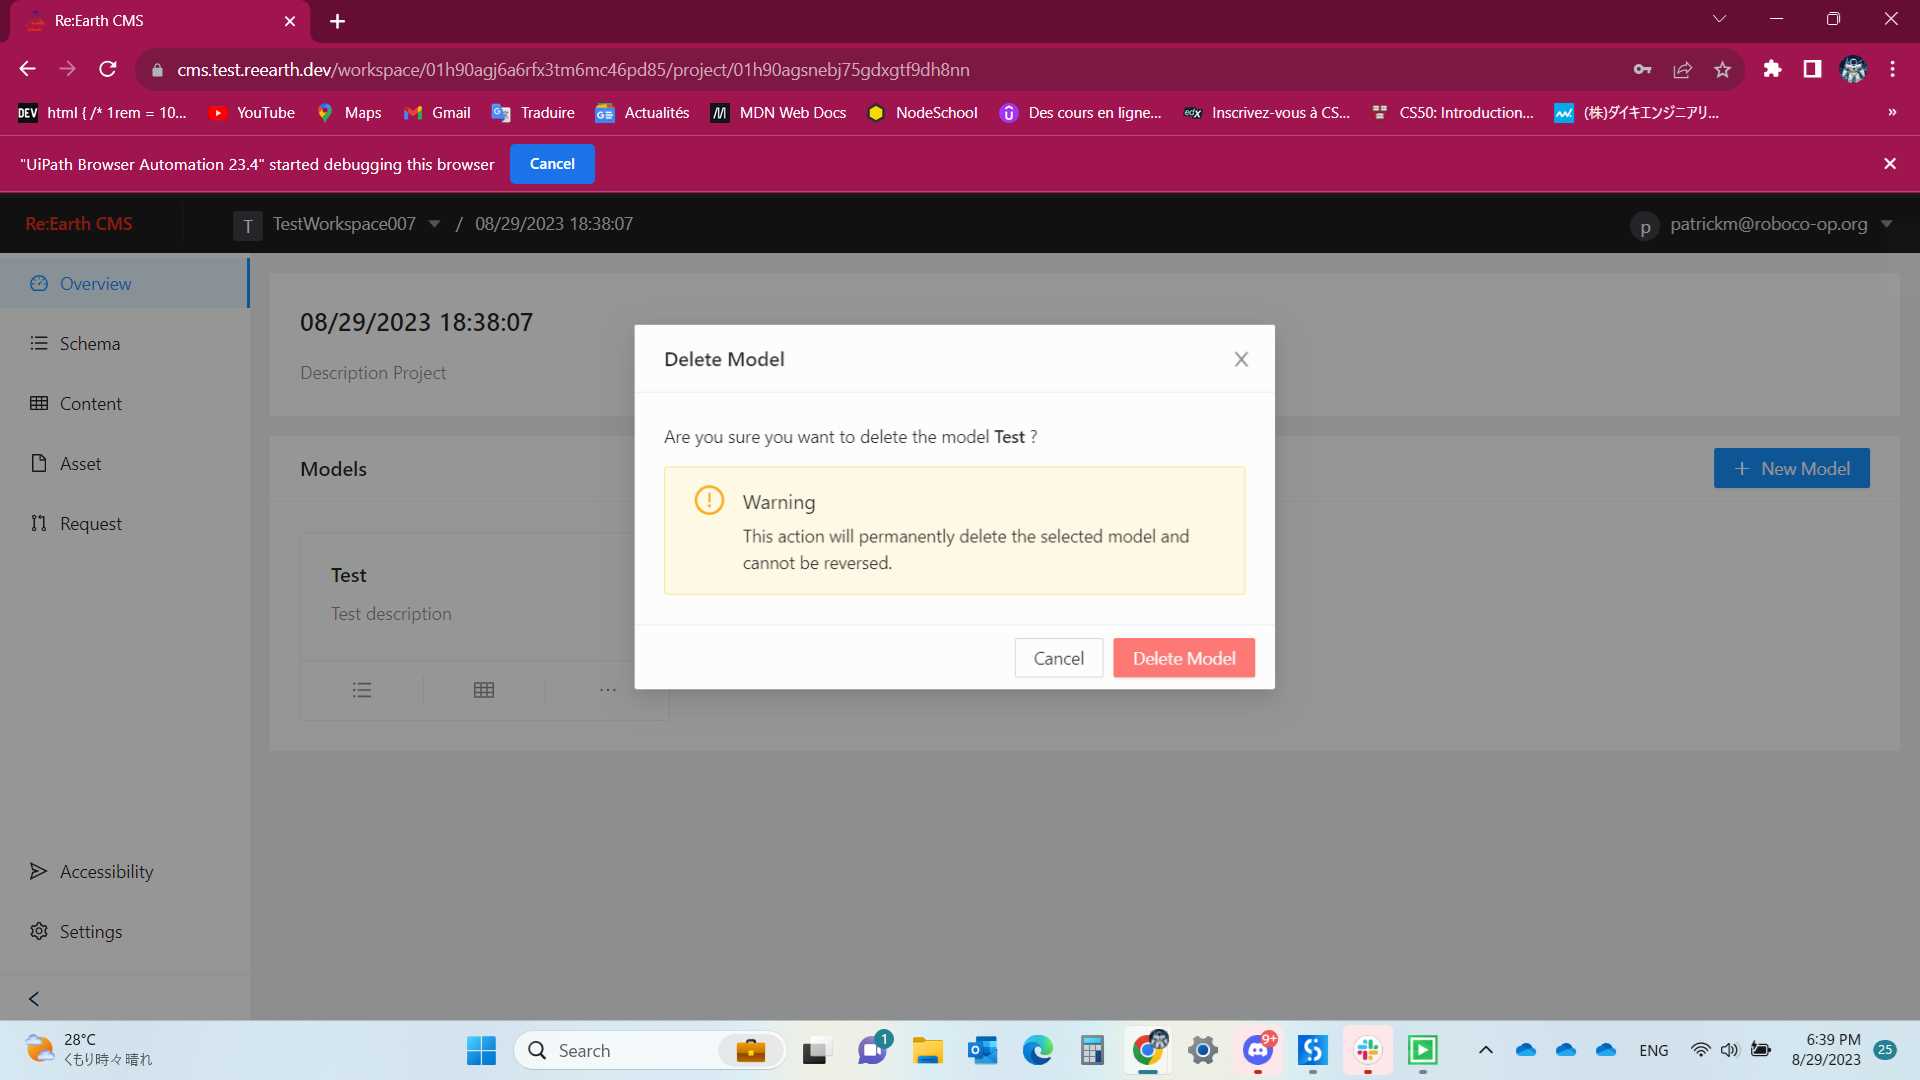 Re:Earth CMS
cms.test.reearth.dev/workspace/01h90agj6a6rfx3tm6mc46pd85/project/01h90agsnebj75gdxgtf9dh8nn
DEV html { /* 1rem = 10... YouTube Maps Gmail Traduire Actualités MDN Web Docs NodeSchool Des cours en ligne... edX Inscrivez-vous à CS... CS50: Introduction... (株)ダイキエンジニアリ... »
"UiPath Browser Automation 23.4" started debugging this browser Cancel
Re:Earth CMS T TestWorkspace007 / 08/29/2023 18:38:07 p patrickm@roboco-op.org
Overview
Schema
Content
Asset
Request
Accessibility
Settings
08/29/2023 18:38:07
Description Project
Models
New Model
Test
Test description
Delete Model
Are you sure you want to delete the model Test ?
Warning
This action will permanently delete the selected model and
cannot be reversed.
Cancel Delete Model
28°C
くもり時々晴れ
Search
1
9+
ENG
6:39 PM
8/29/2023
25